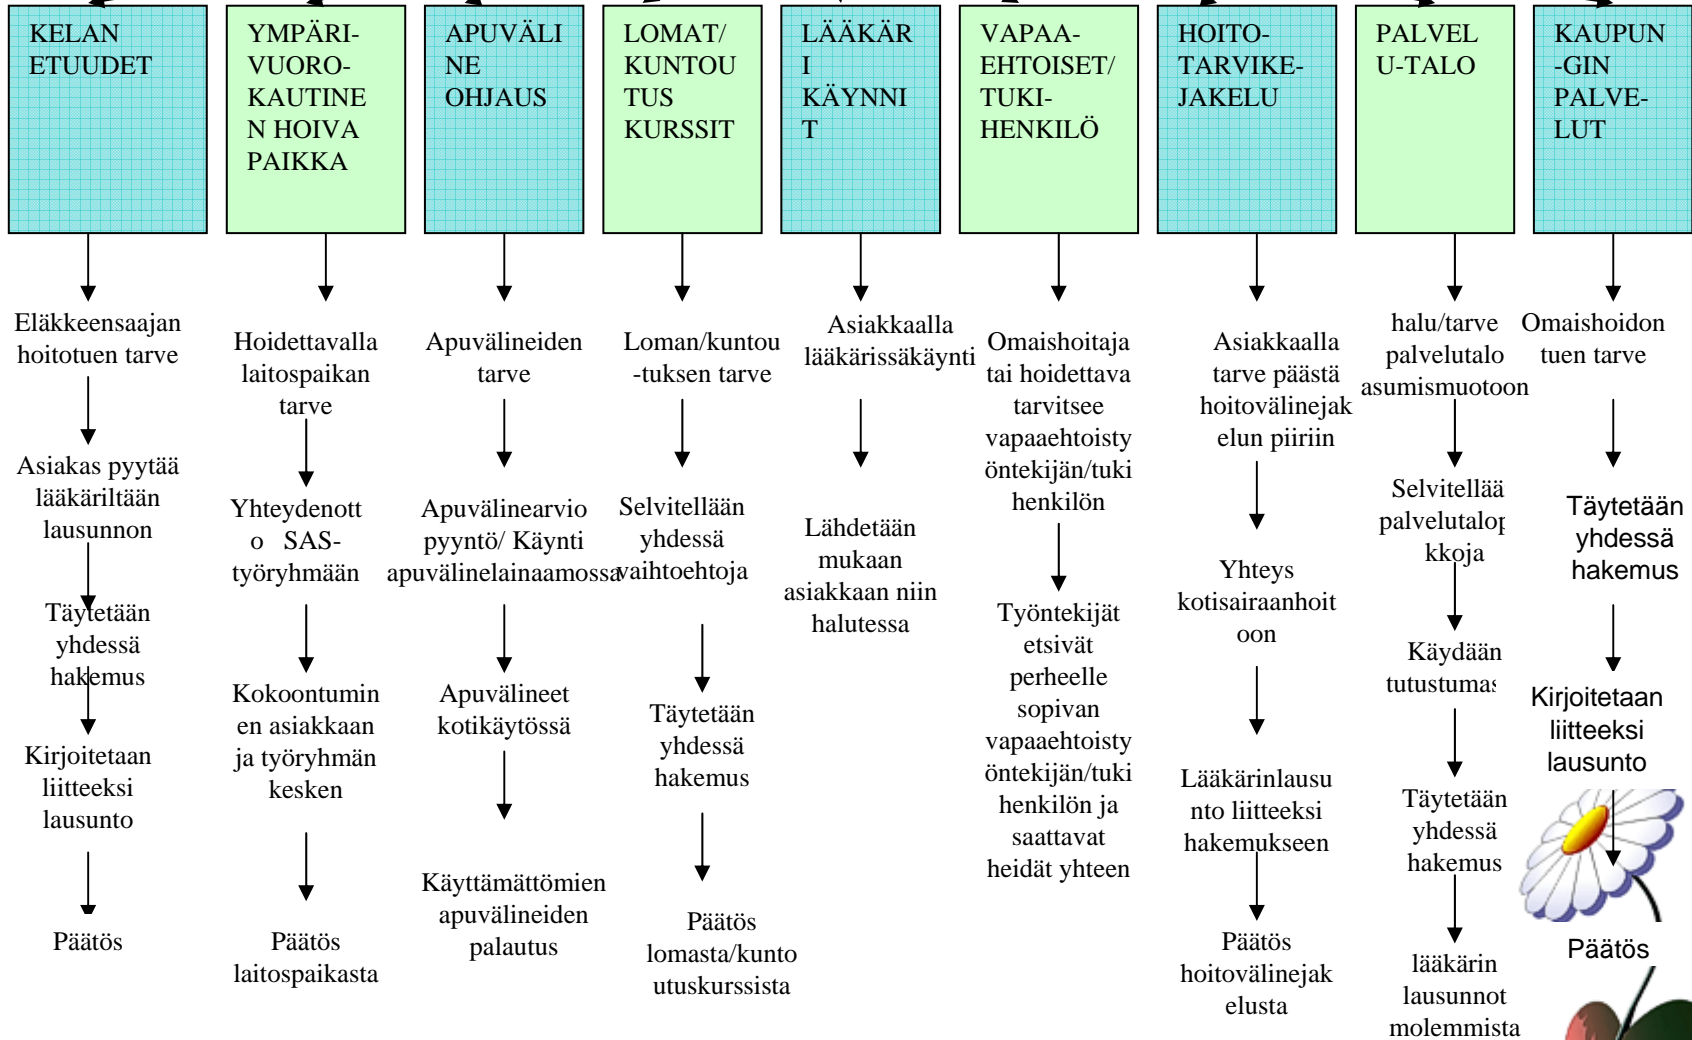 KELAN
ETUUDET
Eläkkeensaajan
hoitotuen tarve
Asiakas pyytää
lääkäriltään
lausunnon
Täytetään
yhdessä
hakemus
Kirjoitetaan
liitteeksi
lausunto
Päätös
YMPÄRI-
VUORO-
KAUTINE
N HOIVA
PAIKKA
Hoidettavalla
laitospaikan
tarve
Yhteydenott
o SAS-
työryhmään
Kokoontumin
en asiakkaan
ja työryhmän
kesken
Päätös
laitospaikasta
APUVÄLI
NE
OHJAUS
Apuvälineiden
tarve
Apuvälinearvio
pyyntö/ Käynti
apuvälinelainaamossa
Apuvälineet
kotikäytössä
Käyttämättömien
apuvälineiden
palautus
LOMAT/
KUNTOU
TUS
KURSSIT
Loman/kuntou
-tuksen tarve
Selvitellään
yhdessä
vaihtoehtoja
Täytetään
yhdessä
hakemus
Päätös
lomasta/kunto
utuskurssista
LÄÄKÄR
I
KÄYNNI
T
Asiakkaalla
lääkärissäkäynti
Lähdetään
mukaan
asiakkaan niin
halutessa
VAPAA-
EHTOISET/
TUKI-
HENKILÖ
Omaishoitaja
tai hoidettava
tarvitsee
vapaaehtoisty
öntekijän/tuki
henkilön
Työntekijät
etsivät
perheelle
sopivan
vapaaehtoisty
öntekijän/tuki
henkilön ja
saattavat
heidät yhteen
HOITO-
TARVIKE-
JAKELU
Asiakkaalla
tarve päästä
hoitovälinejak
elun piiriin
Yhteys
kotisairaanhoit
oon
Lääkärinlausu
nto liitteeksi
hakemukseen
Päätös
hoitovälinejak
elusta
PALVEL
U-TALO
halu/tarve
palvelutalo
asumismuotoon
Selvitellää
palvelutalop
kkoja
Käydään
tutustumas
Täytetään
yhdessä
hakemus
lääkärin
lausunnot
molemmista
KAUPUN
-GIN
PALVE-
LUT
Omaishoidon
tuen tarve
Täytetään
yhdessä
hakemus
Kirjoitetaan
liitteeksi
lausunto
Päätös